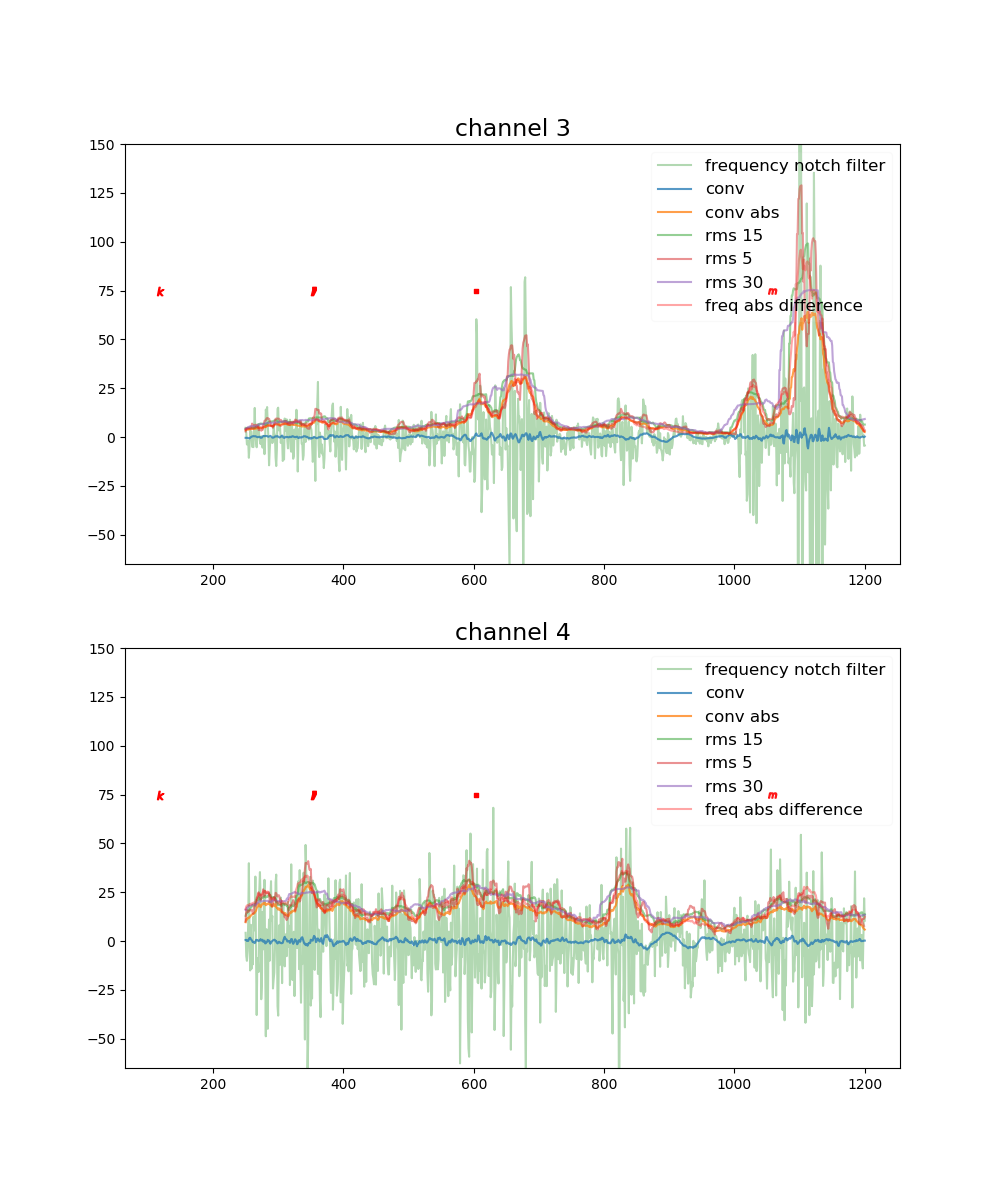 channel 3
150
125
100
75
50
25
0
−25
−50
frequency notch filter
conv
conv abs
rms 15
rms 5
rms 30
freq abs difference
k
;
.
m
200 400 600 800 1000 1200
channel 4
150
125
100
75
50
25
0
−25
−50
frequency notch filter
conv
conv abs
rms 15
rms 5
rms 30
freq abs difference
k
;
.
m
200 400 600 800 1000 1200